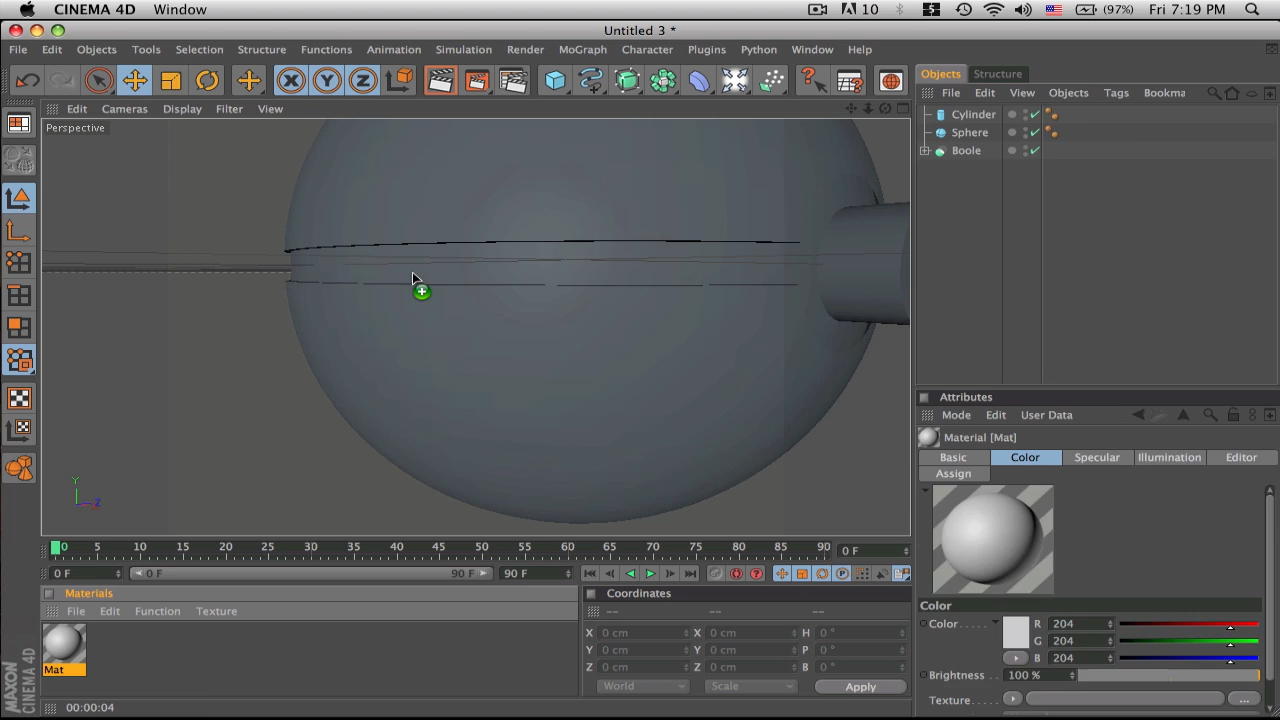 CINEMA 4D Window 10 (97%) Fri 7:19 PM
Untitled 3 *
File Edit Objects Tools Selection Structure Functions Animation Simulation Render MoGraph Character Plugins Python Window Help
Objects Structure
Edit Cameras Display Filter View
File Edit View Objects Tags Bookma
Perspective
Cylinder
Sphere
Boole
Attributes
Mode Edit User Data
Material [Mat]
Basic Color Specular Illumination Editor
Assign
Y
Z
0 5 10 15 20 25 30 35 40 45 50 55 60 65 70 75 80 85 90 0 F
0 F 0 F 90 F 90 F
Materials
File Edit Function Texture
Mat
Coordinates
-- -- --
X 0 cm X 0 cm H 0 °
Y 0 cm Y 0 cm P 0 °
Z 0 cm Z 0 cm B 0 °
World Scale Apply
Color
Color R 204
G 204
B 204
Brightness 100 %
Texture ...
MAXON
CINEMA 4D
00:00:04